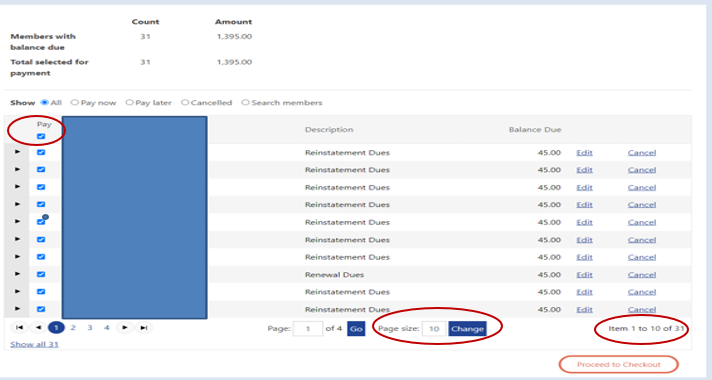 Count Amount
Members with 31 1,395.00
balance due
Total selected for 31 1,395.00
payment
Show All Pay now Pay later Cancelled Search members
Pay
Description Balance Due
Reinstatement Dues 45.00 Edit Cancel
Reinstatement Dues 45.00 Edit Cancel
Reinstatement Dues 45.00 Edit Cancel
Reinstatement Dues 45.00 Edit Cancel
Reinstatement Dues 45.00 Edit Cancel
Reinstatement Dues 45.00 Edit Cancel
Reinstatement Dues 45.00 Edit Cancel
Renewal Dues 45.00 Edit Cancel
Reinstatement Dues 45.00 Edit Cancel
Reinstatement Dues 45.00 Edit Cancel
1 2 3 4 Page: 1 of 4 Go Page size: 10 Change Item 1 to 10 of 31
Show all 31
Proceed to Checkout